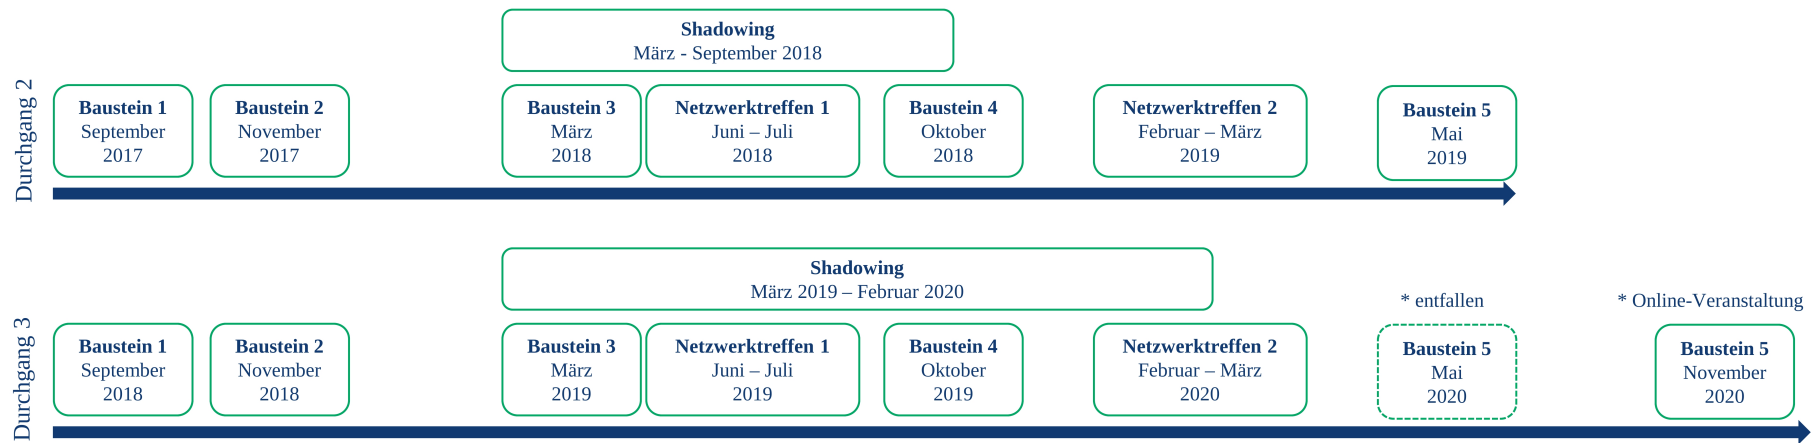 Durchgang 2
Shadowing
März - September 2018
Baustein 1
September
2017
Baustein 2
November
2017
Baustein 3
März
2018
Netzwerktreffen 1
Juni – Juli
2018
Baustein 4
Oktober
2018
Netzwerktreffen 2
Februar – März
2019
Baustein 5
Mai
2019
Durchgang 3
Shadowing
März 2019 – Februar 2020
Baustein 1
September
2018
Baustein 2
November
2018
Baustein 3
März
2019
Netzwerktreffen 1
Juni – Juli
2019
Baustein 4
Oktober
2019
Netzwerktreffen 2
Februar – März
2020
* entfallen
Baustein 5
Mai
2020
* Online-Veranstaltung
Baustein 5
November
2020